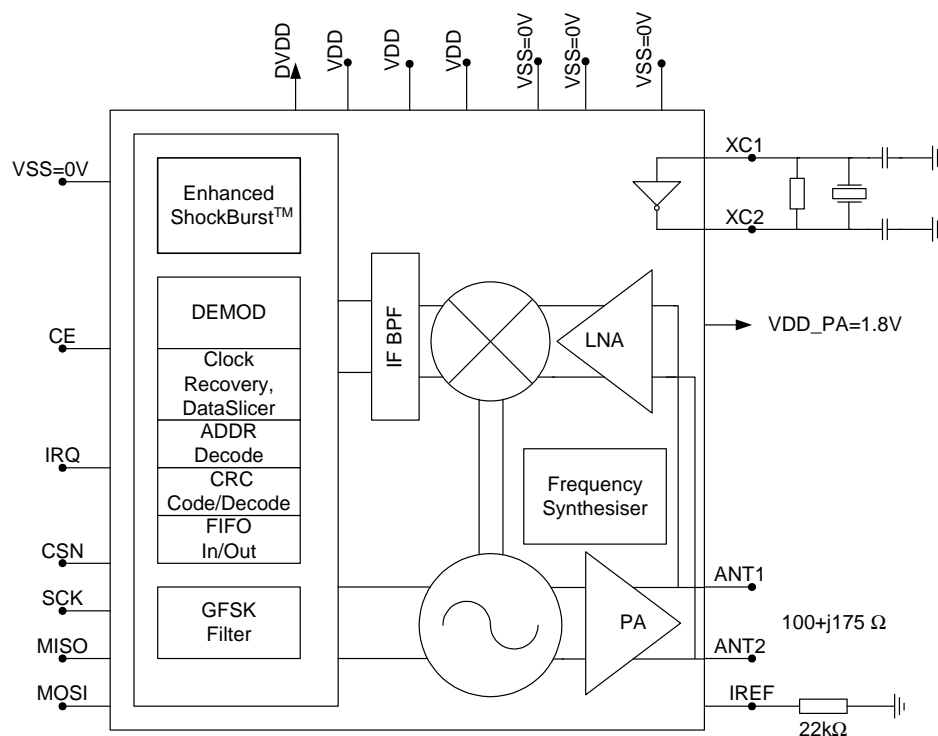 DVDD
VDD
VDD
VDD
VSS=0V
VSS=0V
VSS=0V
VSS=0V
Enhanced
ShockBurst™
XC1
XC2
CE
DEMOD
IF BPF
LNA
VDD_PA=1.8V
Clock
Recovery,
DataSlicer
IRQ
ADDR
Decode
CRC
Code/Decode
Frequency
Synthesiser
FIFO
In/Out
CSN
SCK
MISO
MOSI
GFSK
Filter
PA
ANT1
100+j175 Ω
ANT2
IREF
22kΩ